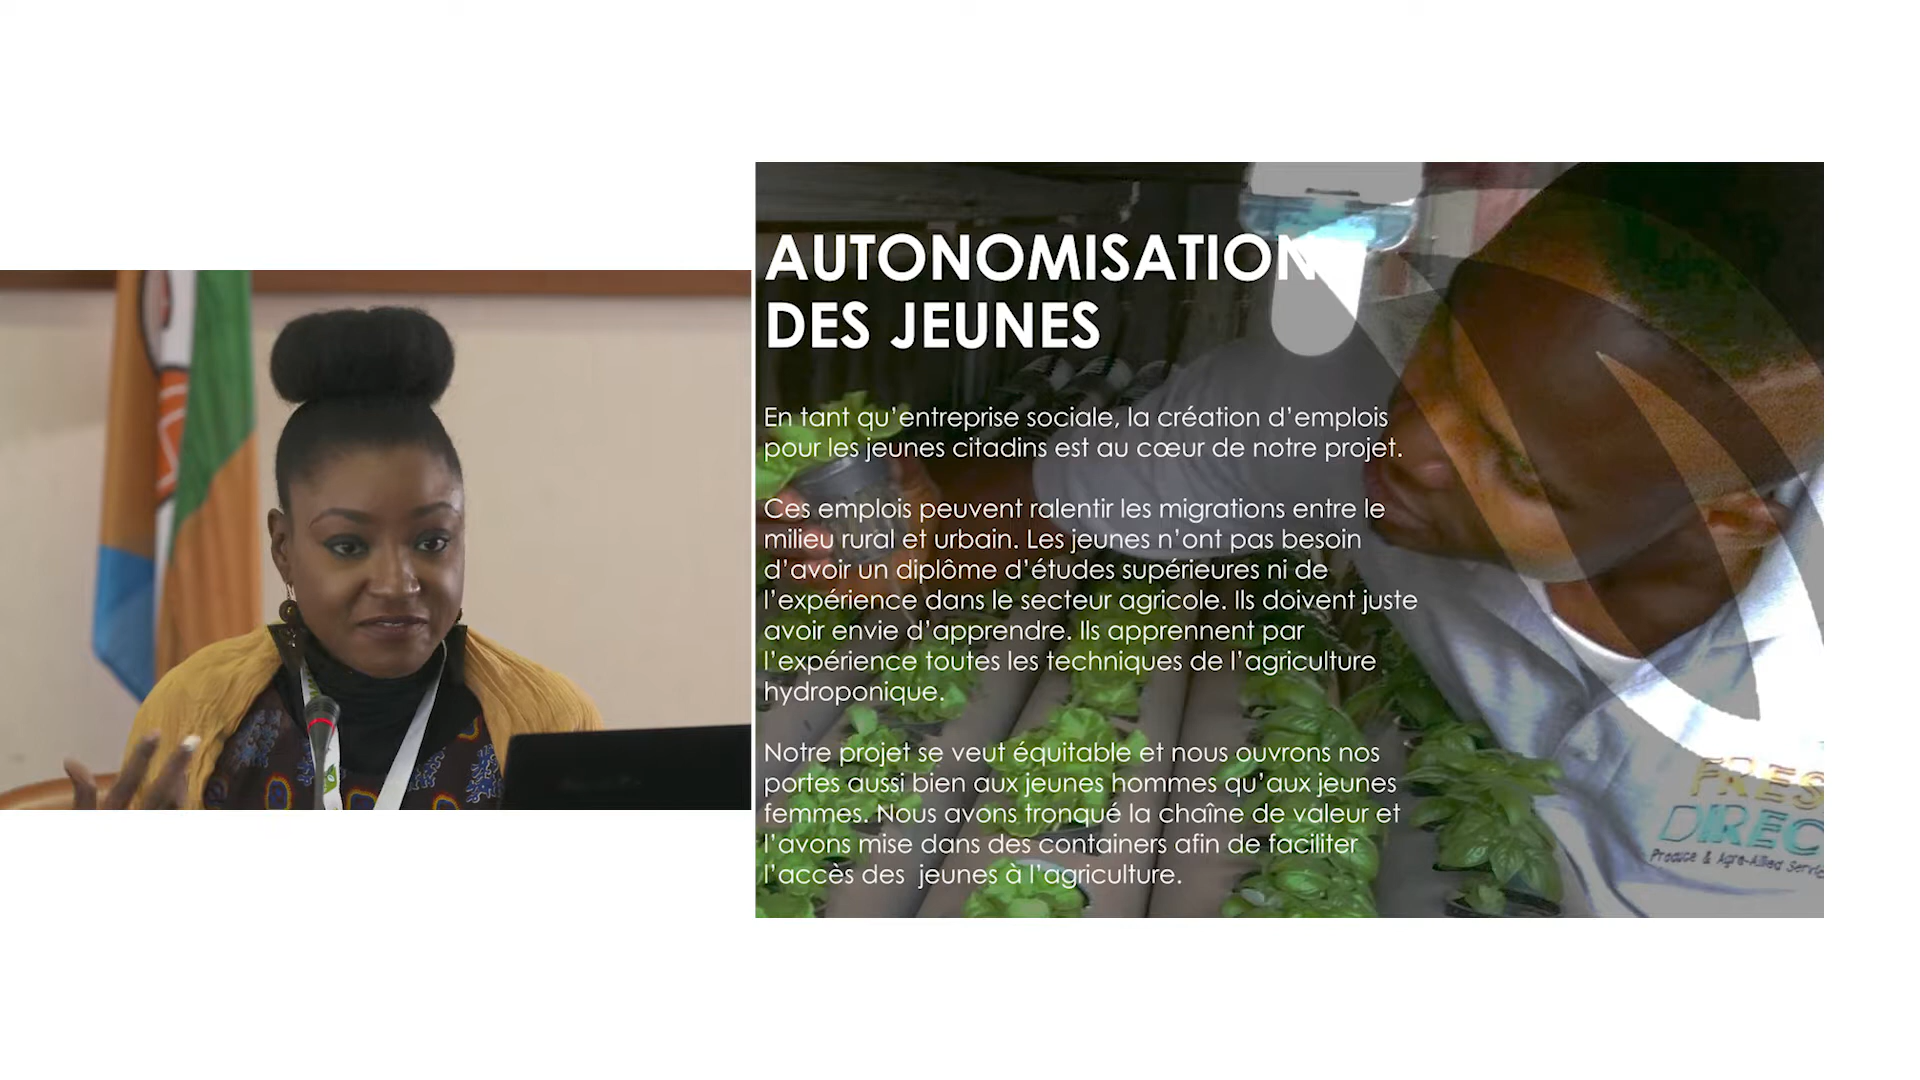 AUTONOMISATION
DES JEUNES
En tant qu’entreprise sociale, la création d’emplois
pour les jeunes citadins est au cœur de notre projet.
Ces emplois peuvent ralentir les migrations entre le
milieu rural et urbain. Les jeunes n’ont pas besoin
d’avoir un diplôme d’études supérieures ni de
l’expérience dans le secteur agricole. Ils doivent juste
avoir envie d’apprendre. Ils apprennent par
l’expérience toutes les techniques de l’agriculture
hydroponique.
Notre projet se veut équitable et nous ouvrons nos
portes aussi bien aux jeunes hommes qu’aux jeunes
femmes. Nous avons tronqué la chaîne de valeur et
l’avons mise dans des containers afin de faciliter
l’accès des  jeunes à l’agriculture.
FRES
DIREC
Produce & Agro-Allied Servic